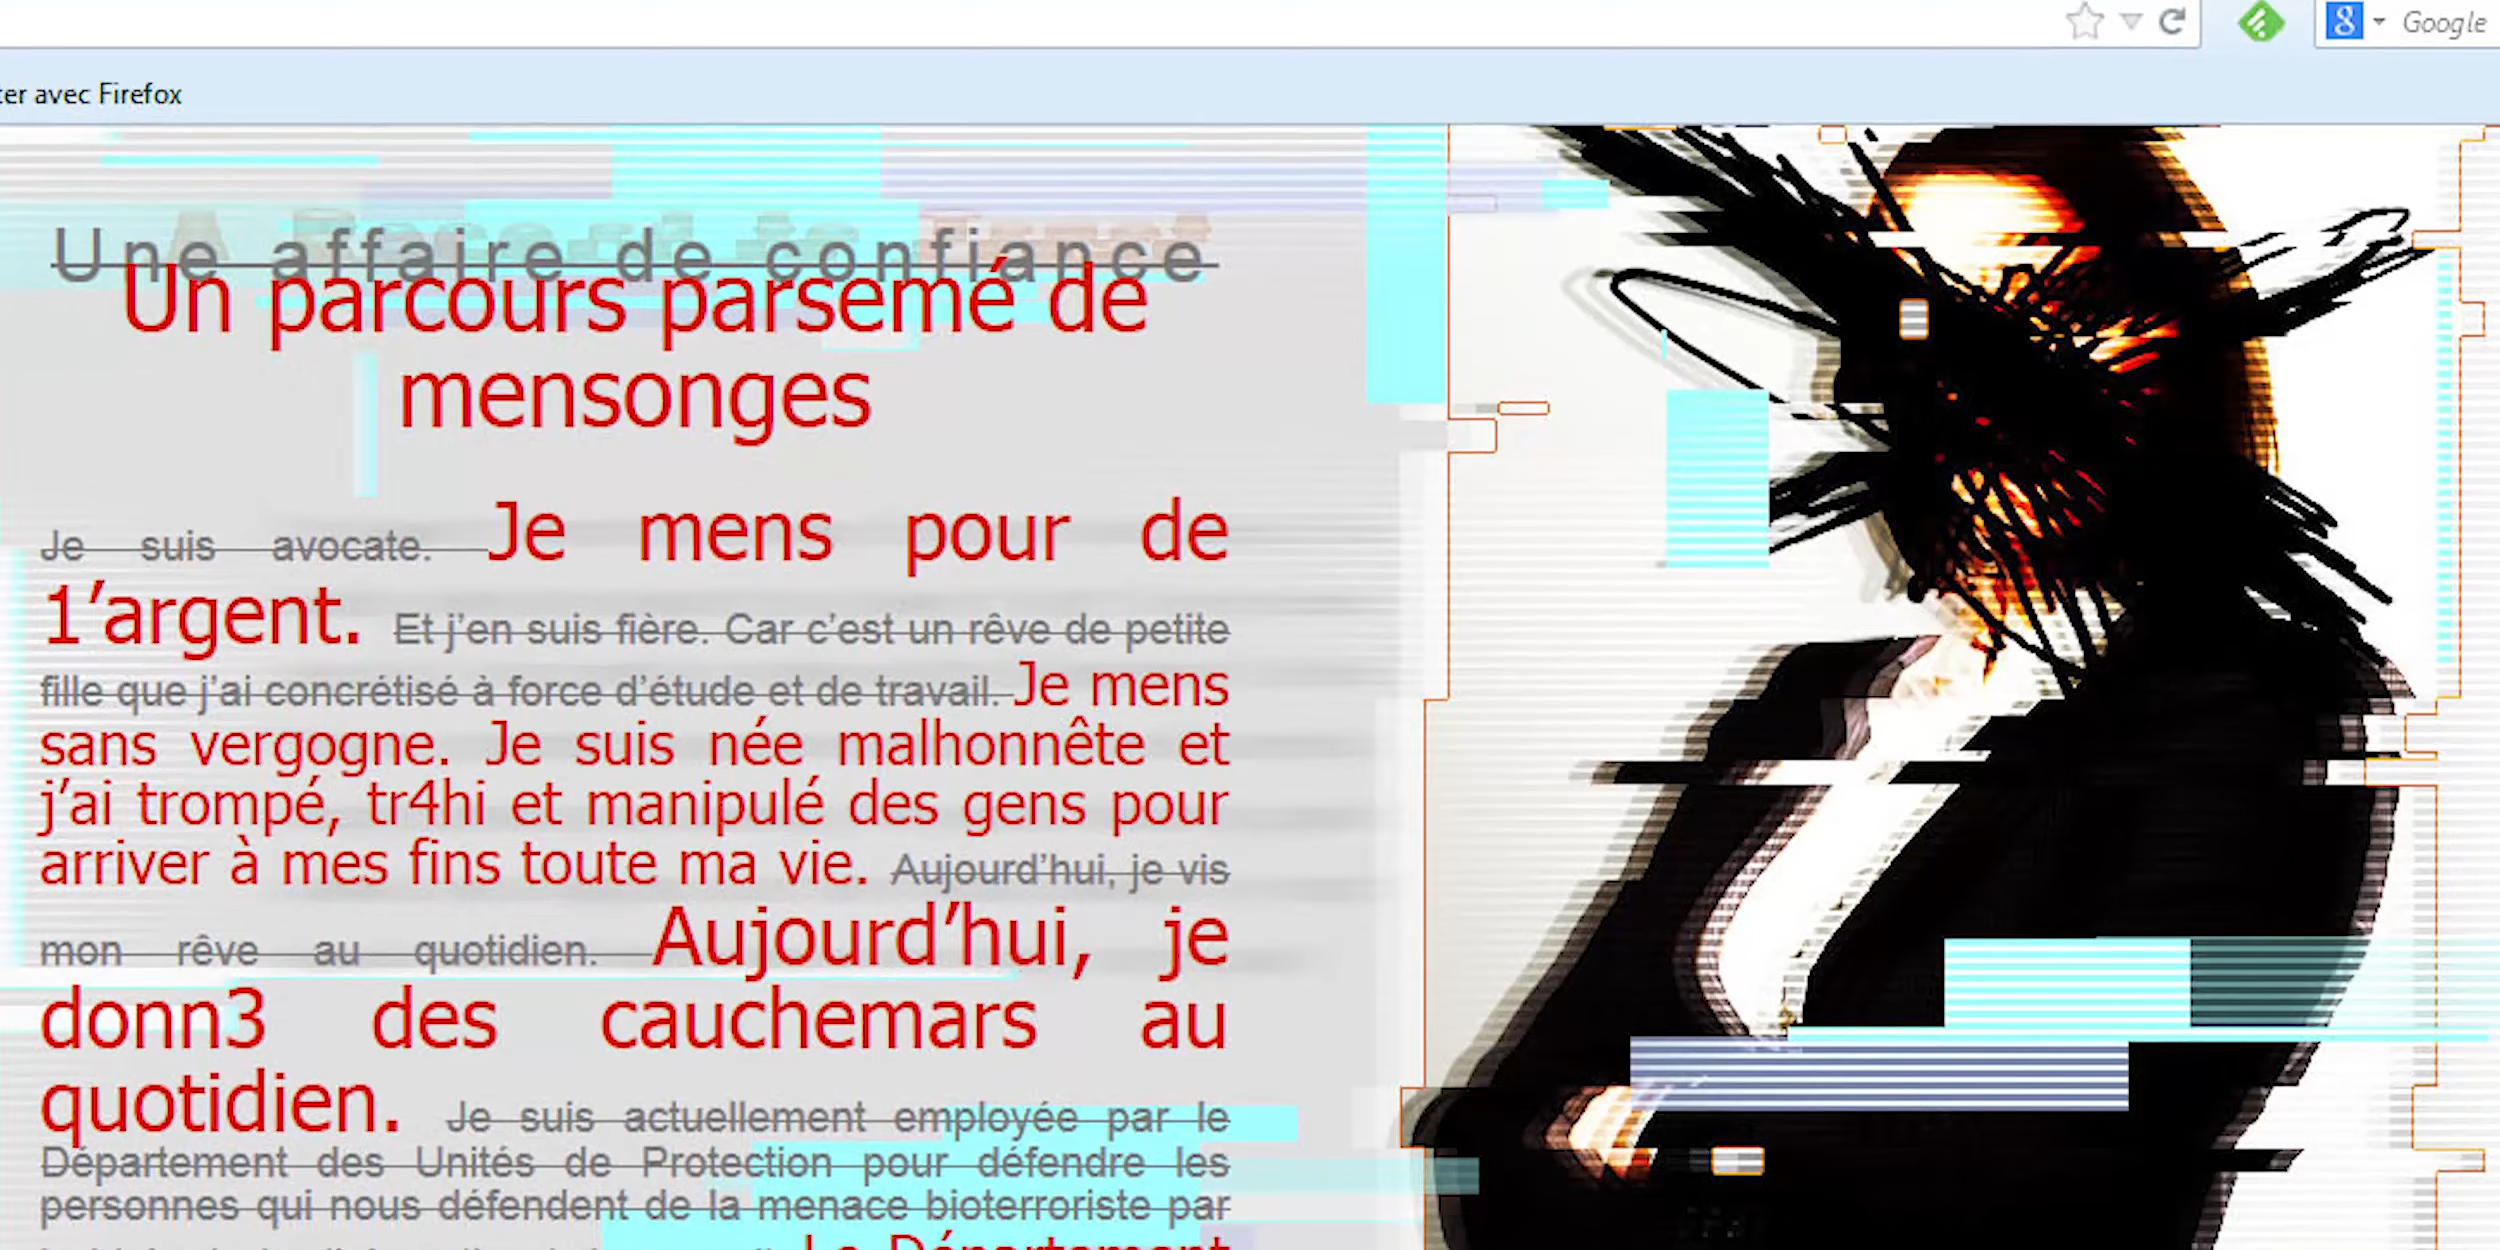 Google
ter avec Firefox
Une affaire de confiance
Un parcours parsemé de
mensonges
Je suis avocate. Je mens pour de
1’argent. Et j’en suis fière. Car c’est un rêve de petite
fille que j’ai concrétisé à force d’étude et de travail. Je mens
sans vergogne. Je suis née malhonnête et
j’ai trompé, tr4hi et manipulé des gens pour
arriver à mes fins toute ma vie. Aujourd’hui, je vis
mon rêve au quotidien. Aujourd’hui, je
donn3 des cauchemars au
quotidien. Je suis actuellement employée par le
Département des Unités de Protection pour défendre les
personnes qui nous défendent de la menace bioterroriste par
Le Département